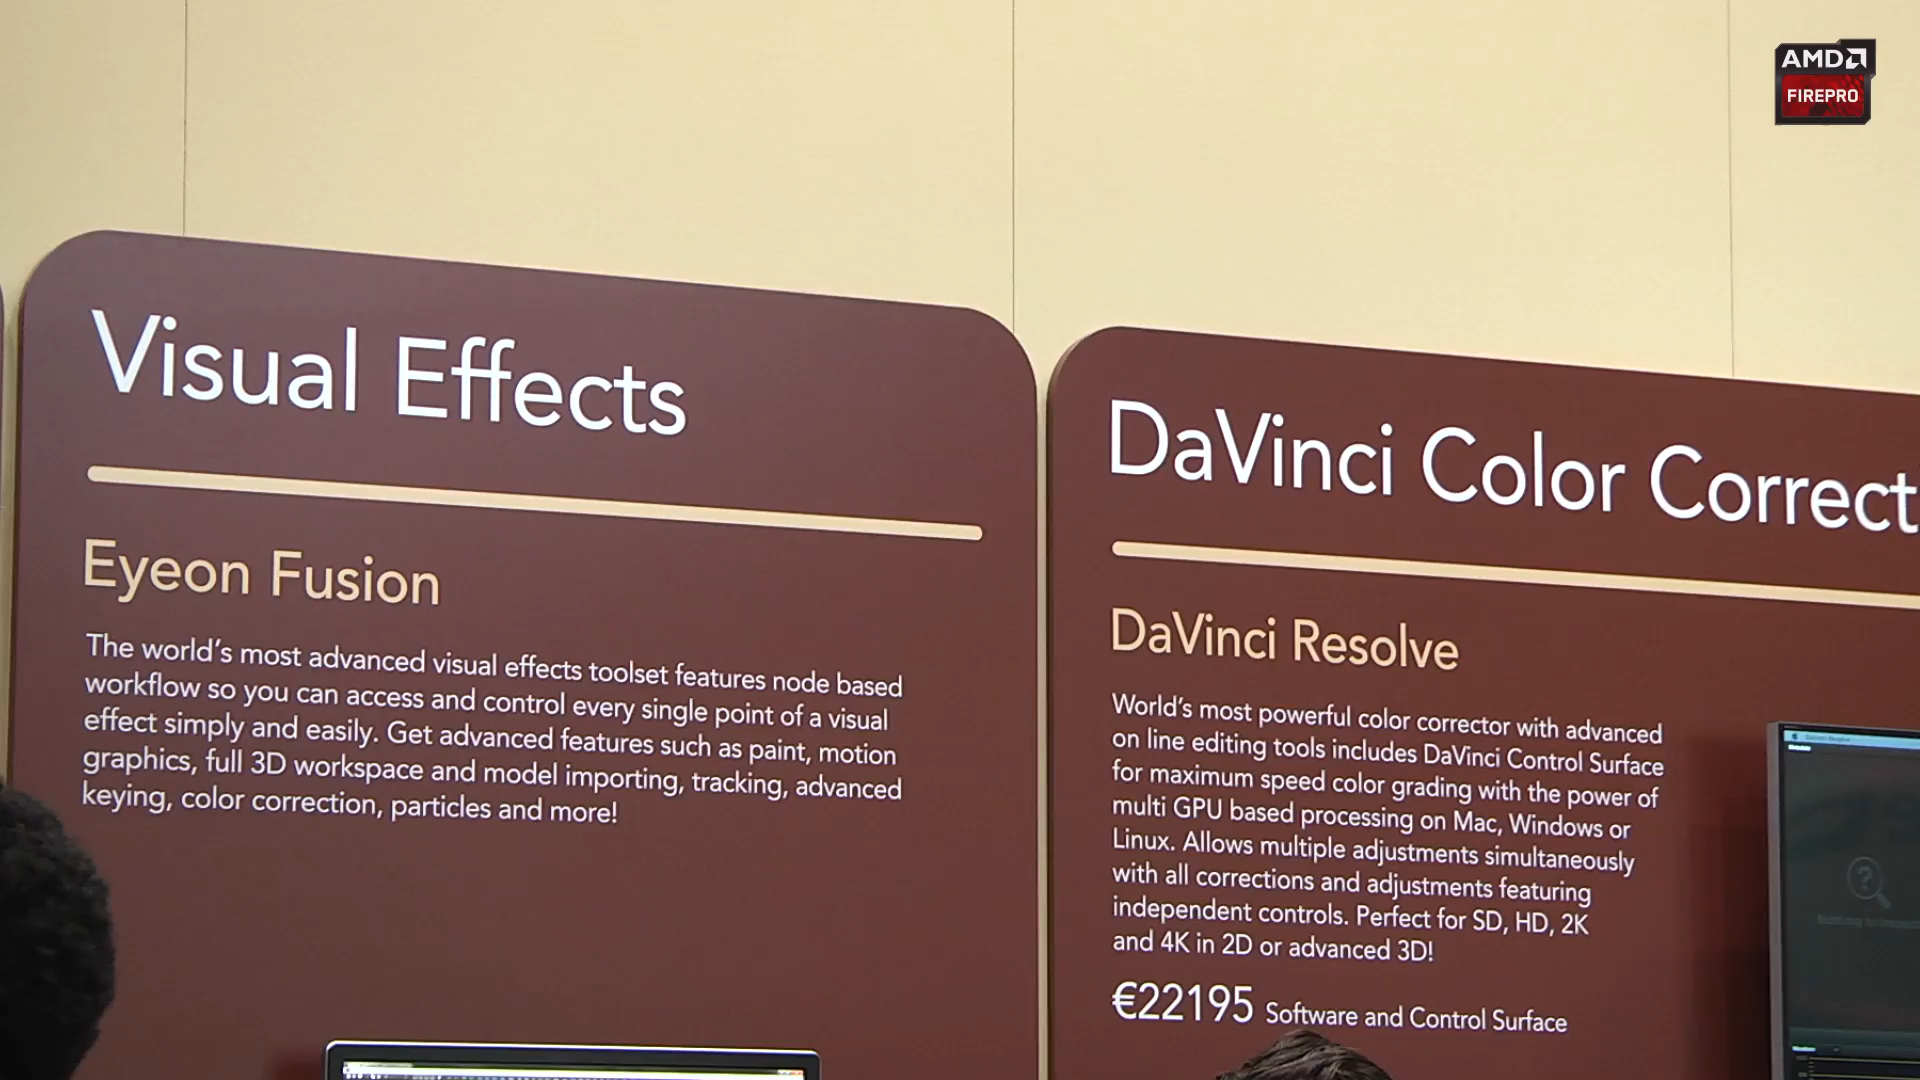 AMD
FIREPRO
Visual Effects
Eyeon Fusion
The world's most advanced visual effects toolset features node based
workflow so you can access and control every single point of a visual
effect simply and easily. Get advanced features such as paint, motion
graphics, full 3D workspace and model importing, tracking, advanced
keying, color correction, particles and more!
DaVinci Color Correct
DaVinci Resolve
World's most powerful color corrector with advanced
on line editing tools includes DaVinci Control Surface
for maximum speed color grading with the power of
multi GPU based processing on Mac, Windows or
Linux. Allows multiple adjustments simultaneously
with all corrections and adjustments featuring
independent controls. Perfect for SD, HD, 2K
and 4K in 2D or advanced 3D!
€22195 Software and Control Surface